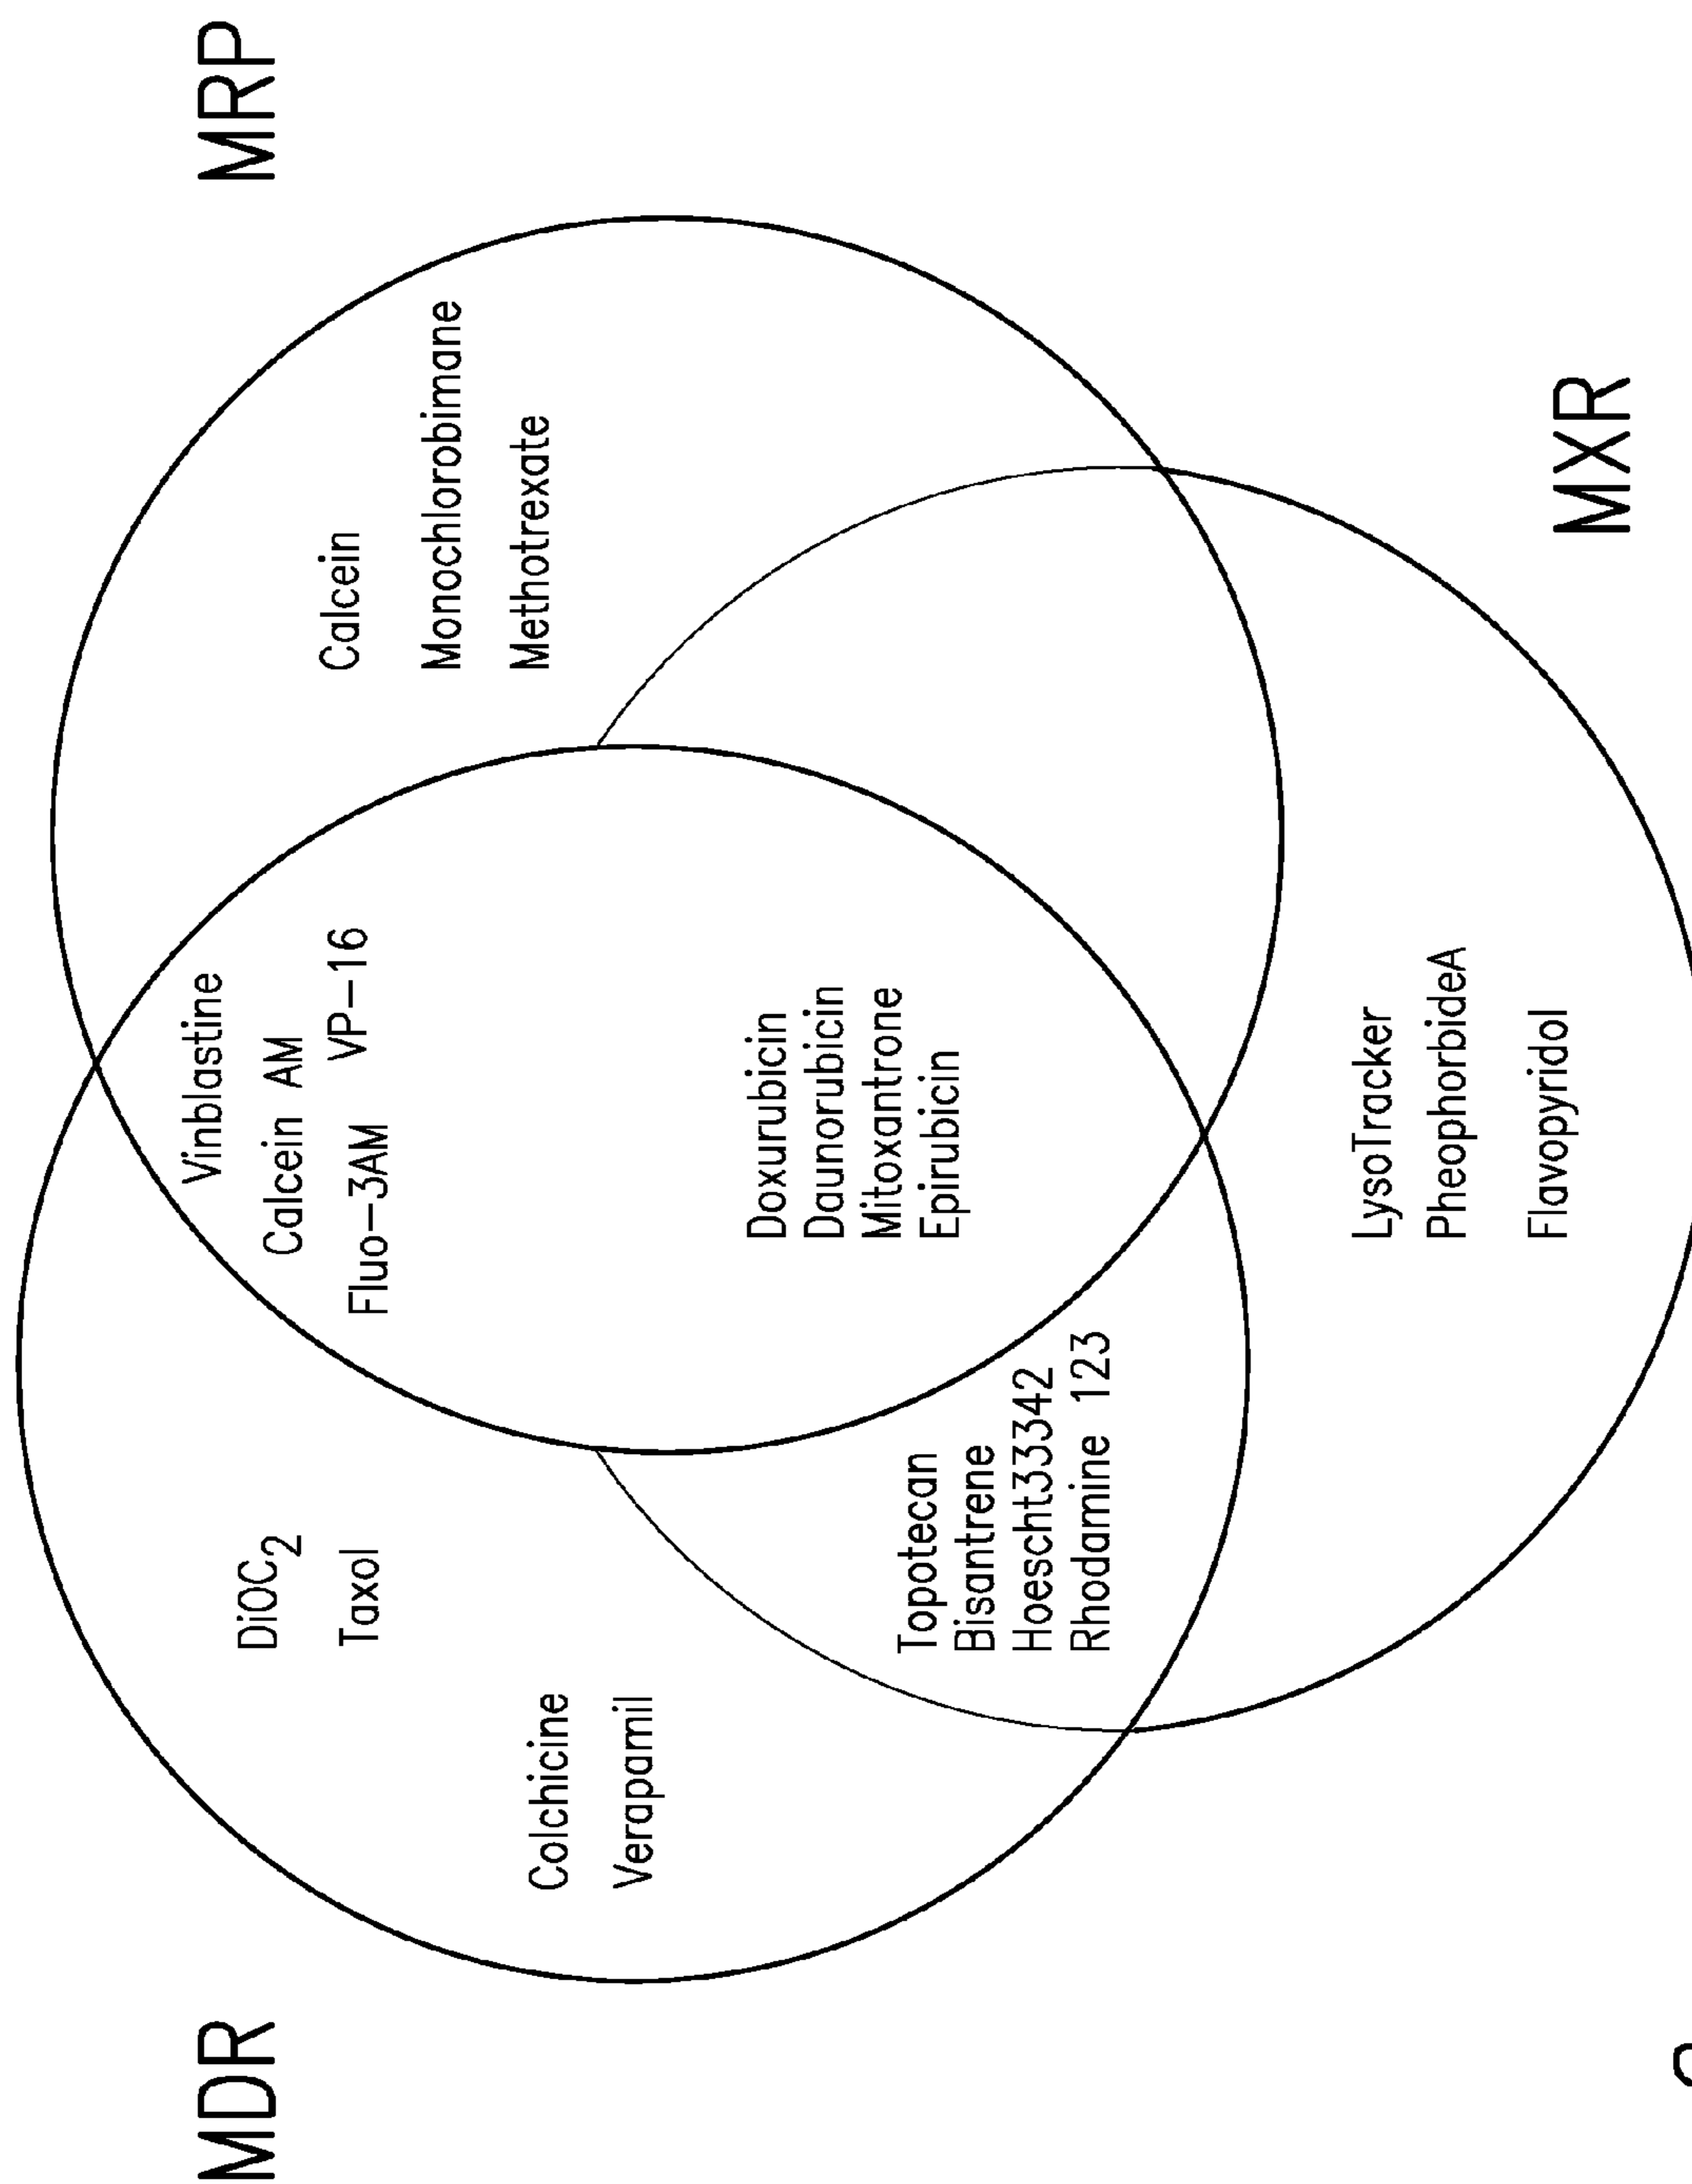 MDR
MRP
DiOC2
Taxol
Colchicine
Verapamil
Vinblastine
Calcein AM
Fluo-3AM VP-16
Calcein
Monochlorobimane
Methotrexate
Doxurubicin
Daunorubicin
Mitoxantrone
Epirubicin
Topotecan
Bisantrene
Hoescht33342
Rhodamine 123
LysoTracker
PheophorbideA
Flavopyridol
MXR